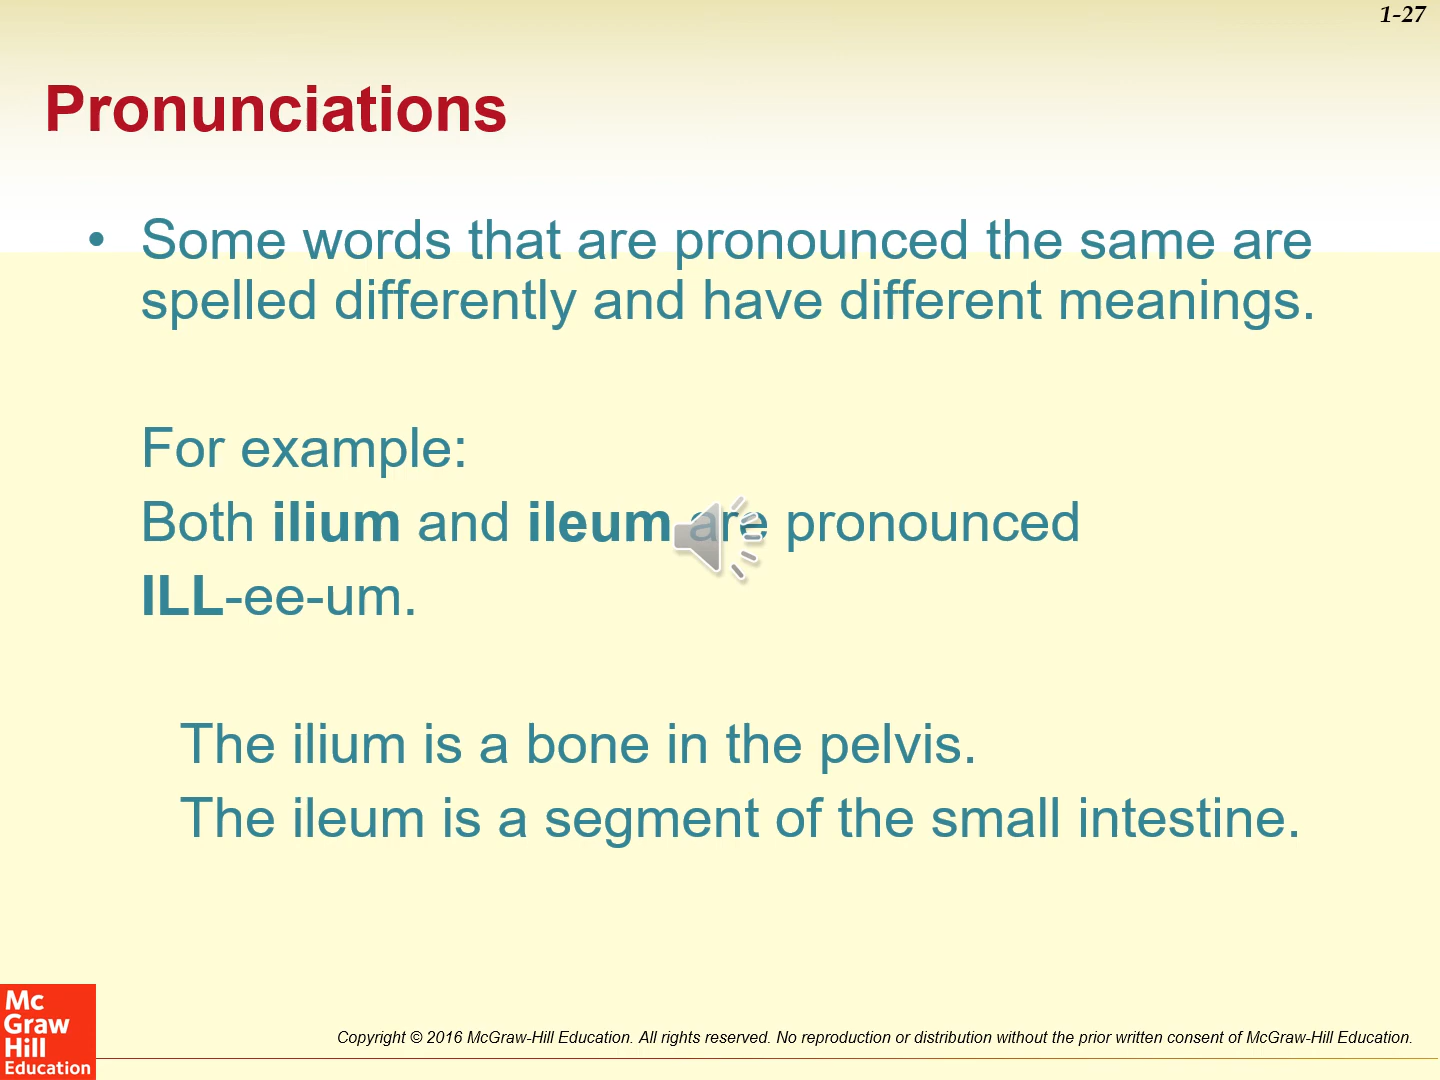 1-27
Pronunciations
• Some words that are pronounced the same are
spelled differently and have different meanings.
For example:
Both ilium and ileum are pronounced
ILL-ee-um.
The ilium is a bone in the pelvis.
The ileum is a segment of the small intestine.
Mc
Graw
Hill
Education
Copyright © 2016 McGraw-Hill Education. All rights reserved. No reproduction or distribution without the prior written consent of McGraw-Hill Education.